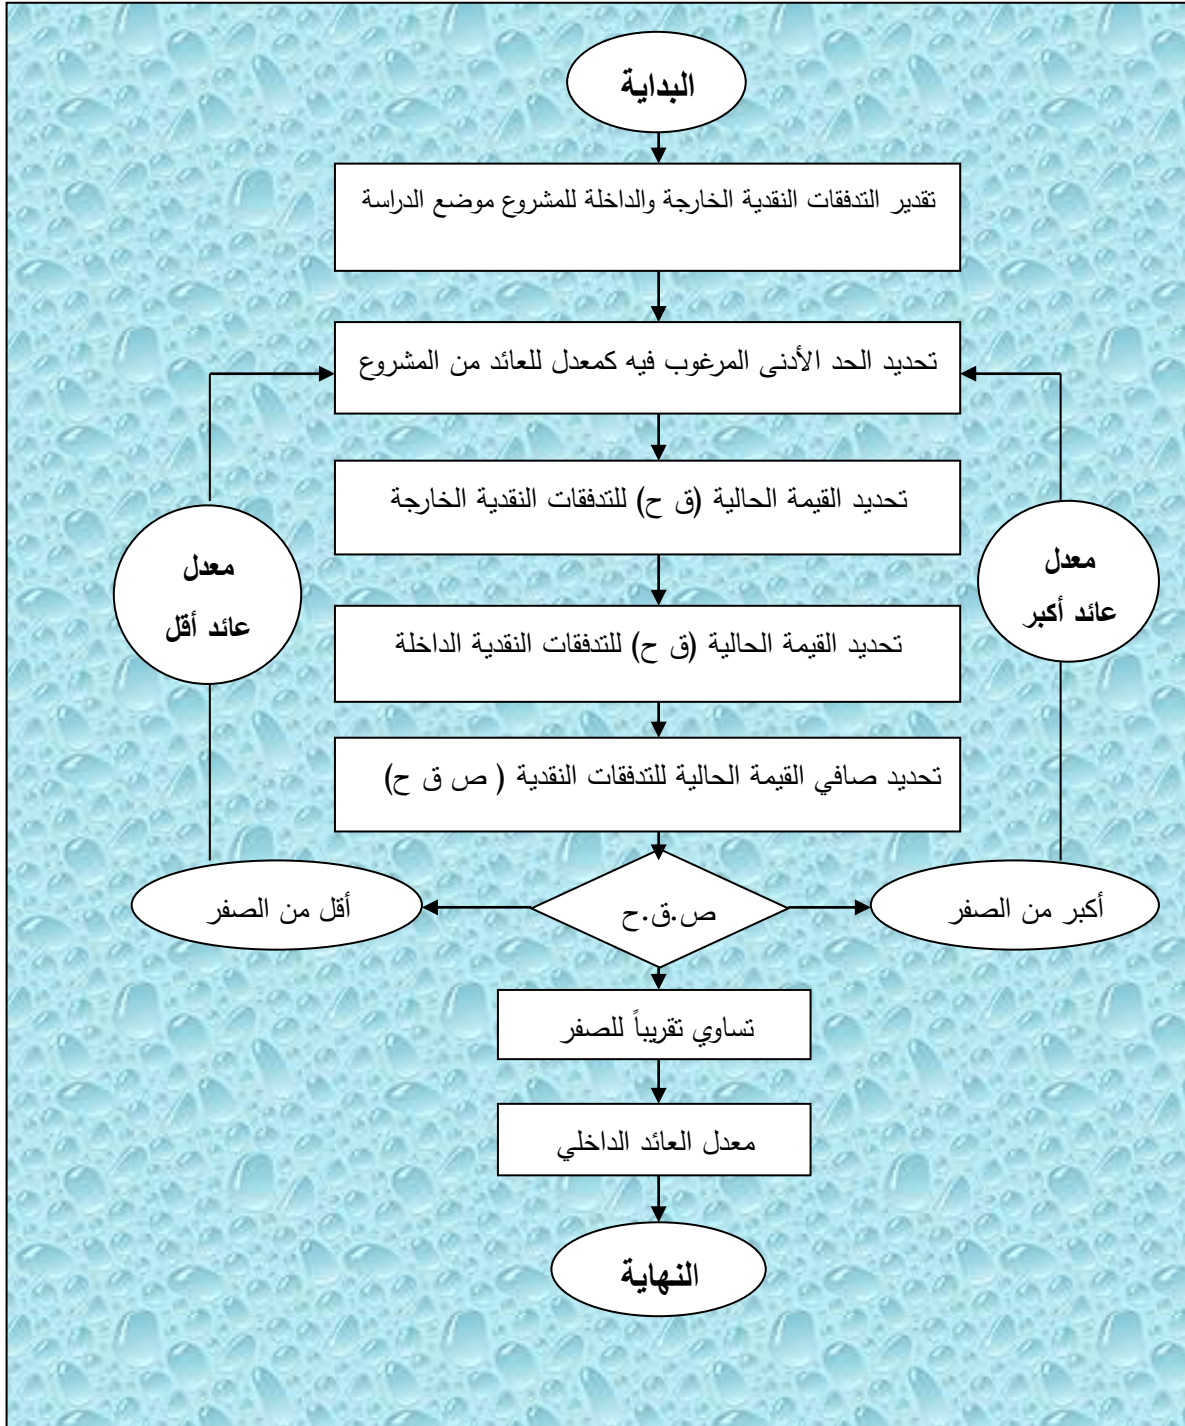 البداية
تقدير التدفقات النقدية الخارجة والداخلة للمشروع موضع الدراسة
تحديد الحد الأدنى المرغوب فيه كمعدل للعائد من المشروع
تحديد القيمة الحالية (ق ح) للتدفقات النقدية الخارجة
معدل
عائد أكبر
معدل
عائد أقل
تحديد القيمة الحالية (ق ح) للتدفقات النقدية الداخلة
تحديد صافي القيمة الحالية للتدفقات النقدية ( ص ق ح)
أكبر من الصفر
ص.ق.ح
أقل من الصفر
تساوي تقريباً للصفر
معدل العائد الداخلي
النهاية